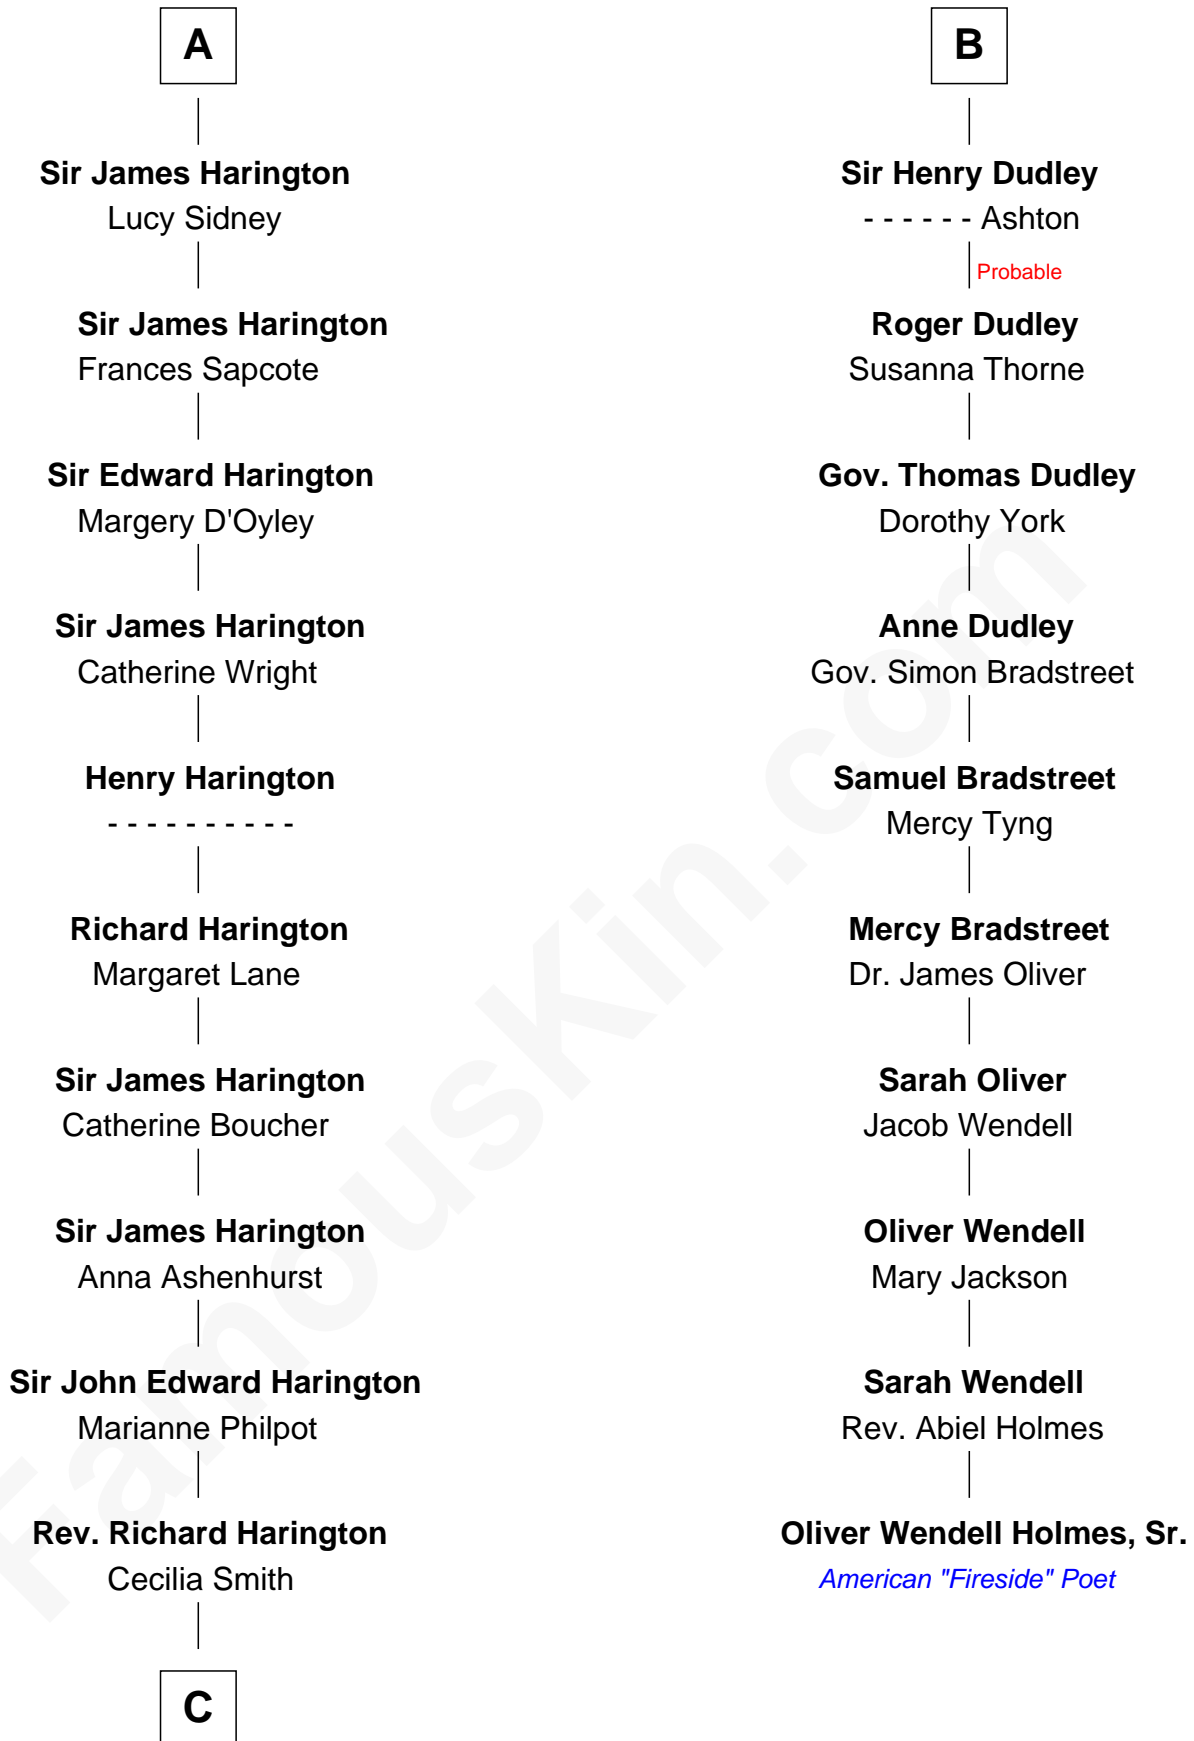 A
Sir James Harington
Lucy Sidney
Sir James Harington
Frances Sapcote
Sir Edward Harington
Margery D'Oyley
Sir James Harington
Catherine Wright
Henry Harington
- - - - - - - - - -
Richard Harington
Margaret Lane
Sir James Harington
Catherine Boucher
Sir James Harington
Anna Ashenhurst
Sir John Edward Harington
Marianne Philpot
Rev. Richard Harington
Cecilia Smith
C
B
Sir Henry Dudley
- - - - - - Ashton
Probable
Roger Dudley
Susanna Thorne
Gov. Thomas Dudley
Dorothy York
Anne Dudley
Gov. Simon Bradstreet
Samuel Bradstreet
Mercy Tyng
Mercy Bradstreet
Dr. James Oliver
Sarah Oliver
Jacob Wendell
Oliver Wendell
Mary Jackson
Sarah Wendell
Rev. Abiel Holmes
Oliver Wendell Holmes, Sr.
American "Fireside" Poet
FamousKin.com